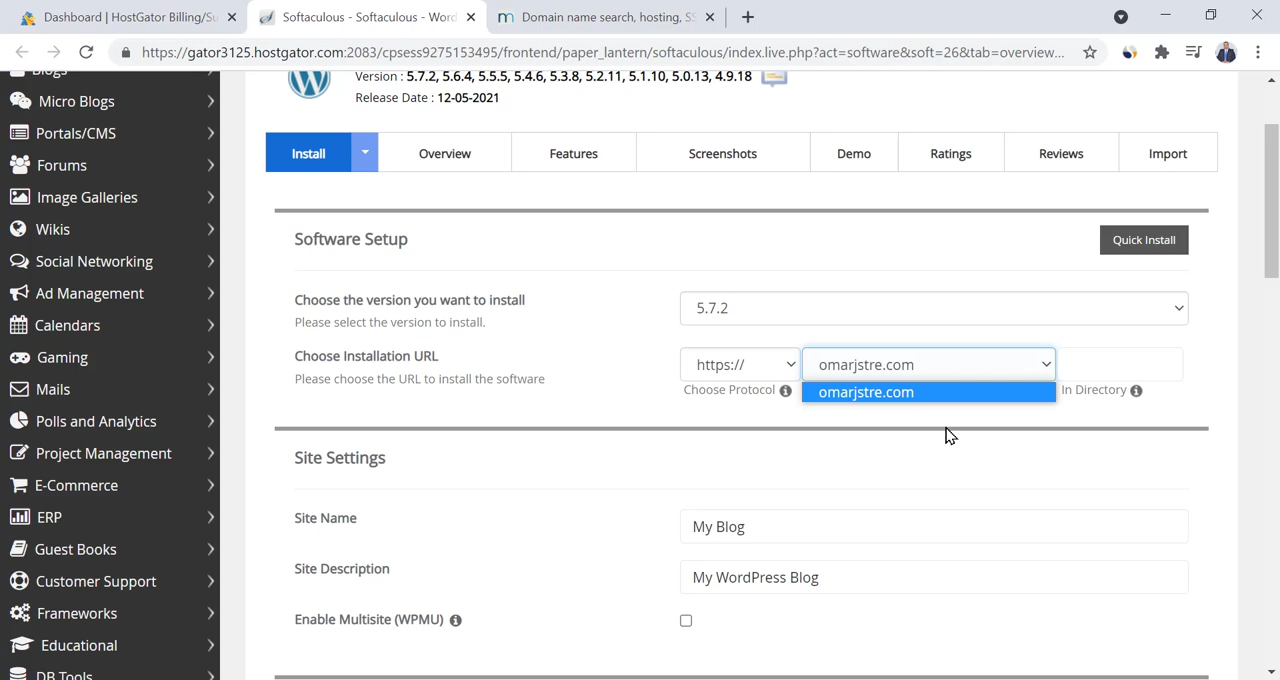 Dashboard | HostGator Billing/Su
Softaculous - Softaculous - Word
Domain name search, hosting, SS
https://gator3125.hostgator.com:2083/cpsess9275153495/frontend/paper_lantern/softaculous/index.live.php?act=software&soft=26&tab=overview...
Blogs
Micro Blogs
Portals/CMS
Forums
Image Galleries
Wikis
Social Networking
Ad Management
Calendars
Gaming
Mails
Polls and Analytics
Project Management
E-Commerce
ERP
Guest Books
Customer Support
Frameworks
Educational
DB Tools
Version : 5.7.2, 5.6.4, 5.5.5, 5.4.6, 5.3.8, 5.2.11, 5.1.10, 5.0.13, 4.9.18
Release Date : 12-05-2021
Install
Overview
Features
Screenshots
Demo
Ratings
Reviews
Import
Software Setup
Quick Install
Choose the version you want to install
Please select the version to install.
5.7.2
Choose Installation URL
Please choose the URL to install the software
https://
omarjstre.com
Choose Protocol
omarjstre.com
In Directory
Site Settings
Site Name
My Blog
Site Description
My WordPress Blog
Enable Multisite (WPMU)